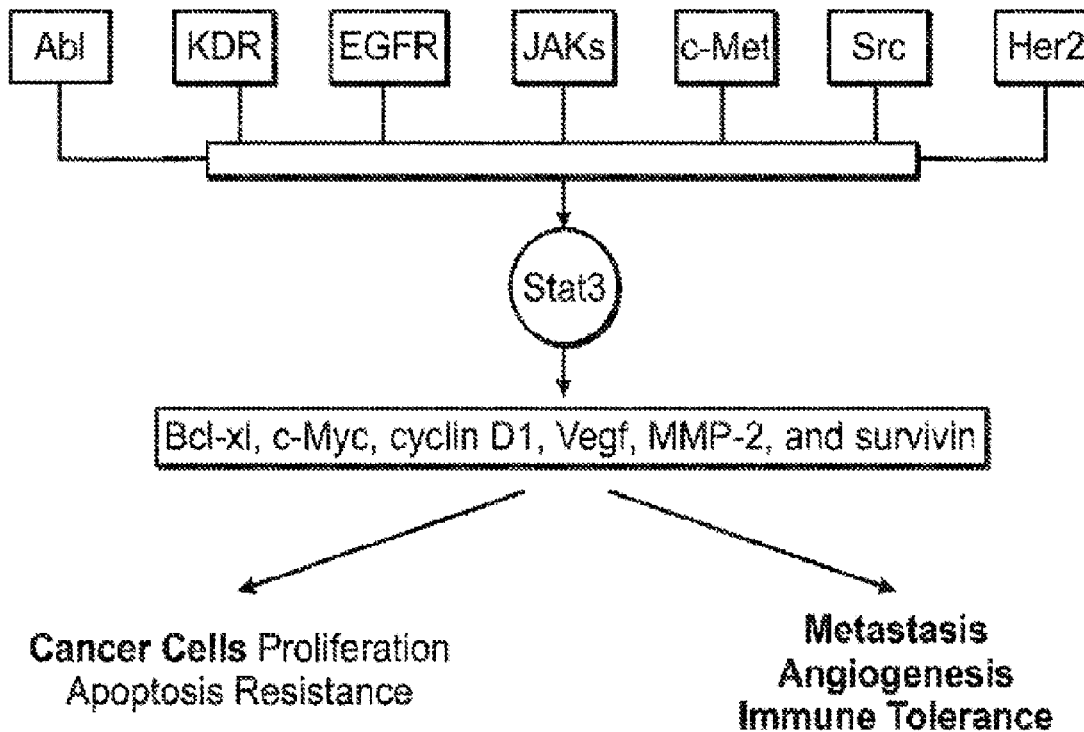 Abl KDR EGFR JAKs c-Met Src Her2
Stat3
Bcl-xl, c-Myc, cyclin D1, Vegf, MMP-2, and survivin
Cancer Cells Proliferation
Apoptosis Resistance
Metastasis
Angiogenesis
Immune Tolerance